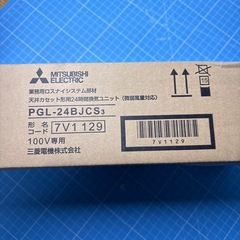 MITSUBISHI
ELECTRIC
業務用ロスナイシステム部材
天井カセット形用24時間換気ユニット(微弱風量対応)
PGL-24BJCS3
形名
コード 7V1129
100V専用
三菱電機株式会社
15
7V1129